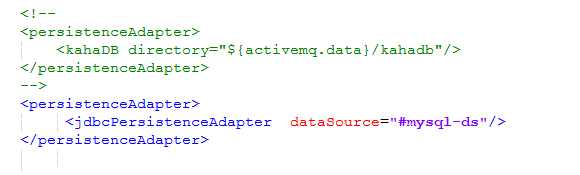 <!--
<persistenceAdapter>
<kahaDB directory="${activemq.data}/kahadb"/>
</persistenceAdapter>
-->
<persistenceAdapter>
<jdbcPersistenceAdapter  dataSource="#mysql-ds"/>
</persistenceAdapter>